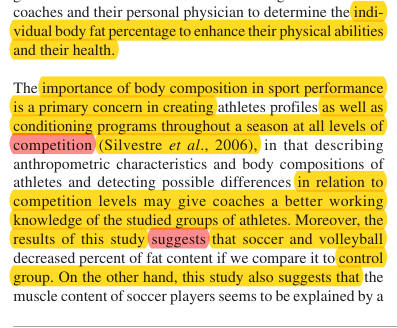 coaches and their personal physician to determine the indi-
vidual body fat percentage to enhance their physical abilities
and their health.
The importance of body composition in sport performance
is a primary concern in creating athletes profiles as well as
conditioning programs throughout a season at all levels of
competition (Silvestre et al., 2006), in that describing
anthropometric characteristics and body compositions of
athletes and detecting possible differences in relation to
competition levels may give coaches a better working
knowledge of the studied groups of athletes. Moreover, the
results of this study suggests that soccer and volleyball
decreased percent of fat content if we compare it to control
group. On the other hand, this study also suggests that the
muscle content of soccer players seems to be explained by a